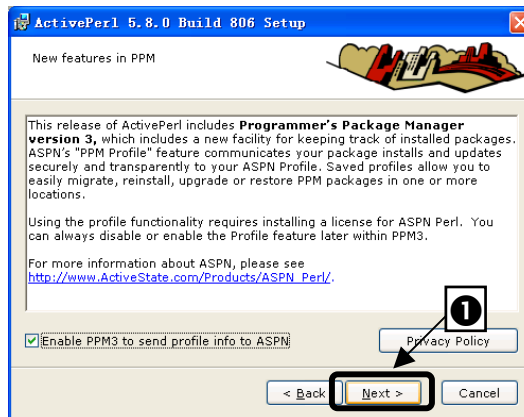 ActivePerl 5.8.0 Build 806 Setup
New features in PPM
This release of ActivePerl includes Programmer's Package Manager
version 3, which includes a new facility for keeping track of installed packages.
ASPN's "PPM Profile" feature communicates your package installs and updates
securely and transparently to your ASPN Profile. Saved profiles allow you to
easily migrate, reinstall, upgrade or restore PPM packages in one or more
locations.
Using the profile functionality requires installing a license for ASPN Perl. You
can always disable or enable the Profile feature later within PPM3.
For more information about ASPN, please see
http://www.ActiveState.com/Products/ASPN_Perl/.
1
Enable PPM3 to send profile info to ASPN
Privacy Policy
< Back
Next >
Cancel